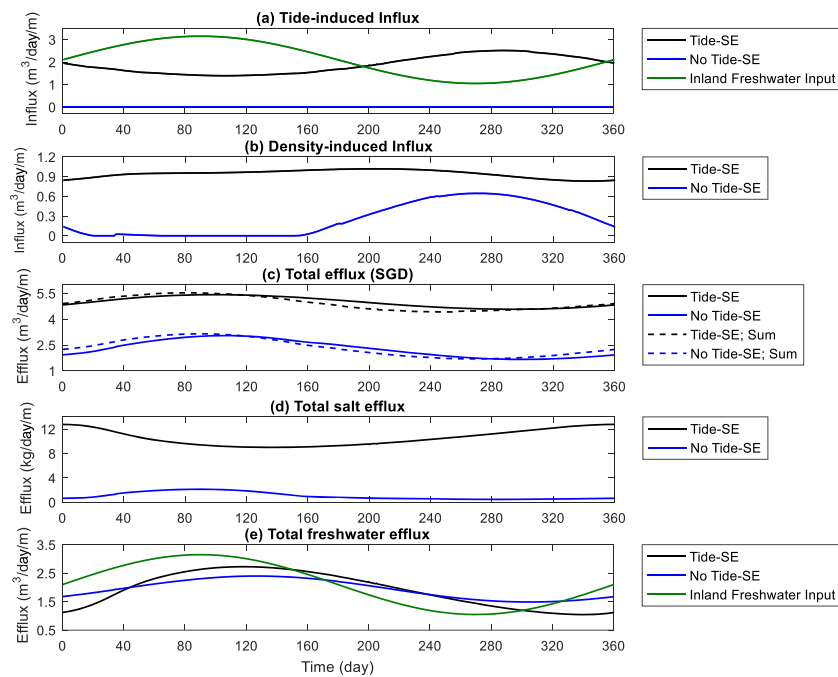 (a) Tide-induced Influx
Influx (m³/day/m)
3
2
1
0
0 40 80 120 160 200 240 280 320 360
Tide-SE
No Tide-SE
Inland Freshwater Input
(b) Density-induced Influx
Influx (m³/day/m)
1.2
0.9
0.6
0.3
0
0 40 80 120 160 200 240 280 320 360
Tide-SE
No Tide-SE
(c) Total efflux (SGD)
Efflux (m³/day/m)
5.5
4
2.5
1
0 40 80 120 160 200 240 280 320 360
Tide-SE
No Tide-SE
Tide-SE; Sum
No Tide-SE; Sum
(d) Total salt efflux
Efflux (kg/day/m)
12
8
4
0
0 40 80 120 160 200 240 280 320 360
Tide-SE
No Tide-SE
(e) Total freshwater efflux
Efflux (m³/day/m)
3.5
2.5
1.5
0.5
0 40 80 120 160 200 240 280 320 360
Time (day)
Tide-SE
No Tide-SE
Inland Freshwater Input